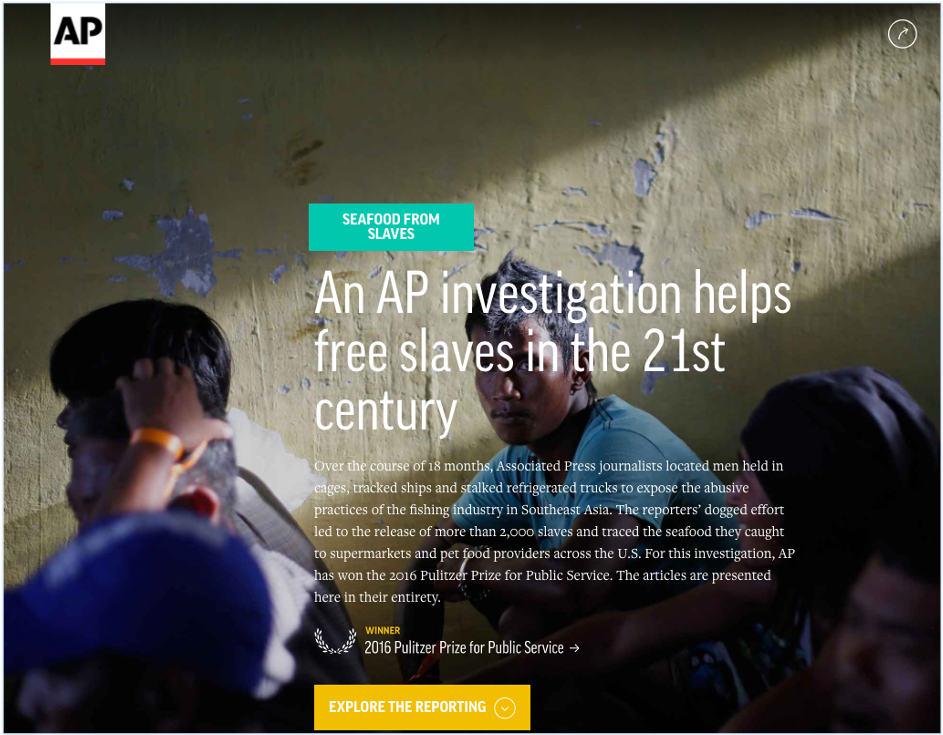 AP
SEAFOOD FROM
SLAVES
An AP investigation helps
free slaves in the 21st
century
Over the course of 18 months, Associated Press journalists located men held in
cages, tracked ships and stalked refrigerated trucks to expose the abusive
practices of the fishing industry in Southeast Asia. The reporters’ dogged effort
led to the release of more than 2,000 slaves and traced the seafood they caught
to supermarkets and pet food providers across the U.S. For this investigation, AP
has won the 2016 Pulitzer Prize for Public Service. The articles are presented
here in their entirety.
WINNER
2016 Pulitzer Prize for Public Service →
EXPLORE THE REPORTING